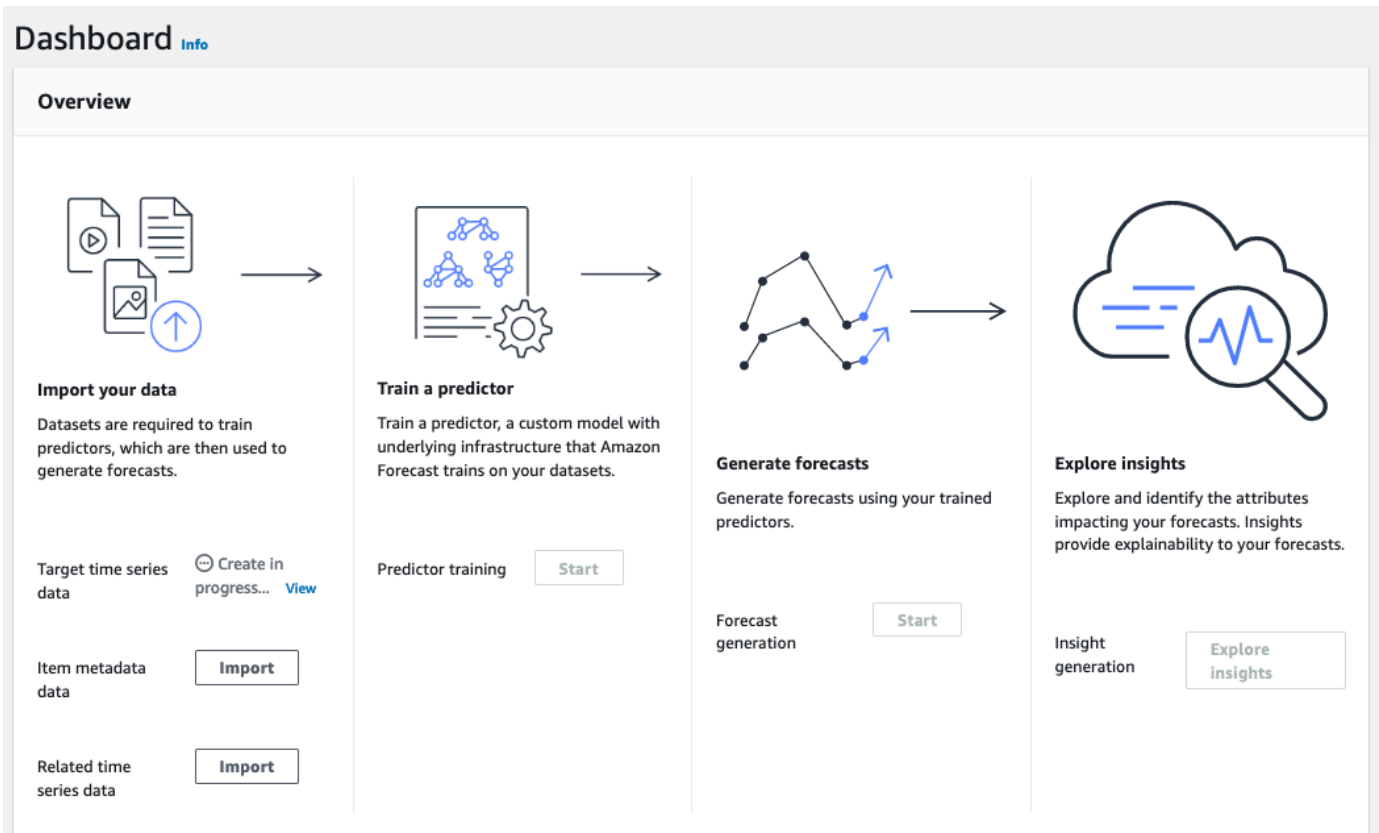 Dashboard Info
Overview
Import your data
Datasets are required to train
predictors, which are then used to
generate forecasts.
Target time series
data
Create in
progress... View
Item metadata
data
Import
Related time
series data
Import
Train a predictor
Train a predictor, a custom model with
underlying infrastructure that Amazon
Forecast trains on your datasets.
Predictor training
Start
Generate forecasts
Generate forecasts using your trained
predictors.
Forecast
generation
Start
Explore insights
Explore and identify the attributes
impacting your forecasts. Insights
provide explainability to your forecasts.
Insight
generation
Explore
insights